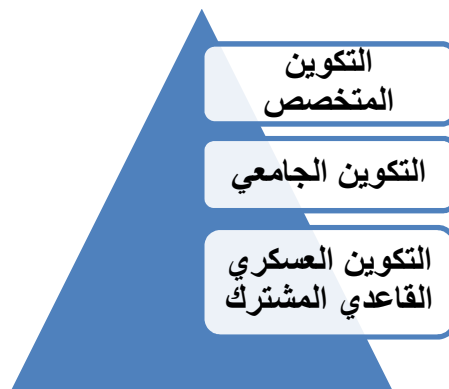 التكوين
المتخصص
التكوين الجامعي
التكوين العسكري
القاعدي المشترك